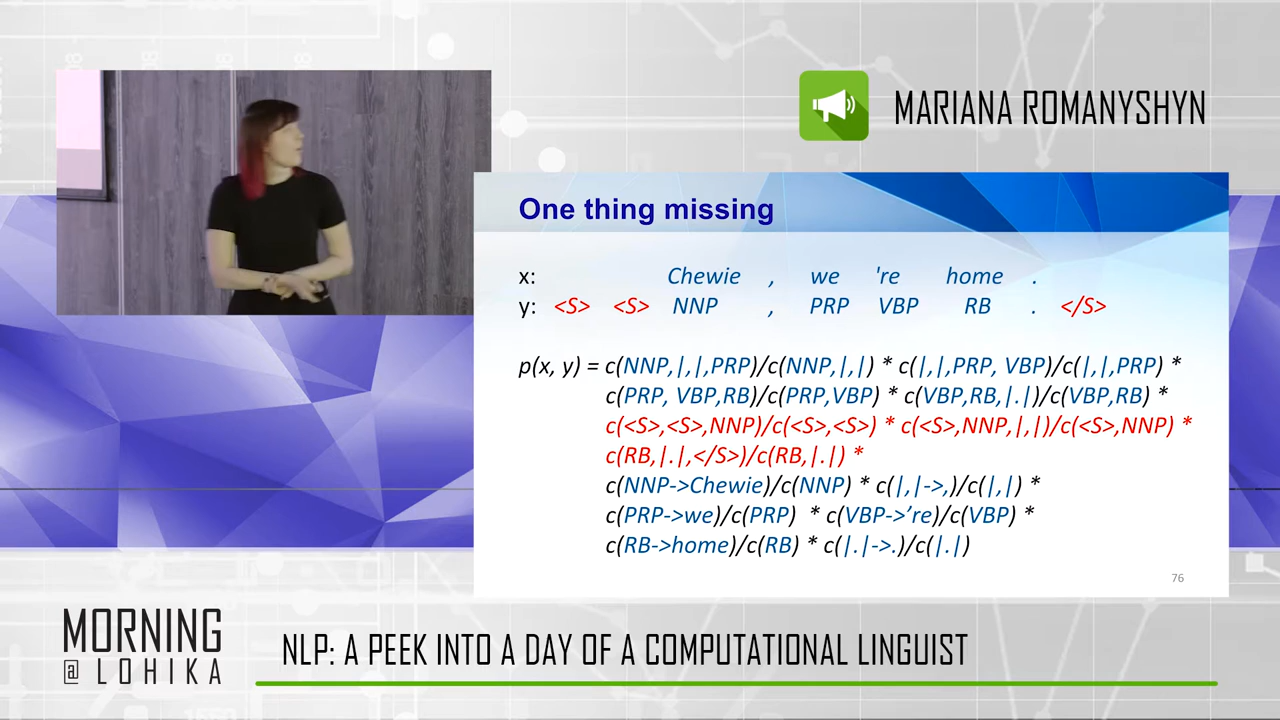 MARIANA ROMANYSHYN
One thing missing
x: Chewie , we 're home .
y: <S> <S> NNP , PRP VBP RB . </S>
p(x, y) = c(NNP,|,|,PRP)/c(NNP,|,|) * c(|,|,PRP, VBP)/c(|,|,PRP) *
c(PRP, VBP,RB)/c(PRP,VBP) * c(VBP,RB,|.|)/c(VBP,RB) *
c(<S>,<S>,NNP)/c(<S>,<S>) * c(<S>,NNP,|,|)/c(<S>,NNP) *
c(RB,|.|,</S>)/c(RB,|.|) *
c(NNP->Chewie)/c(NNP) * c(|,|->,)/c(|,|) *
c(PRP->we)/c(PRP) * c(VBP->’re)/c(VBP) *
c(RB->home)/c(RB) * c(|.|->.)/c(|.|)
76
MORNING
@ LOHIKA
NLP: A PEEK INTO A DAY OF A COMPUTATIONAL LINGUIST